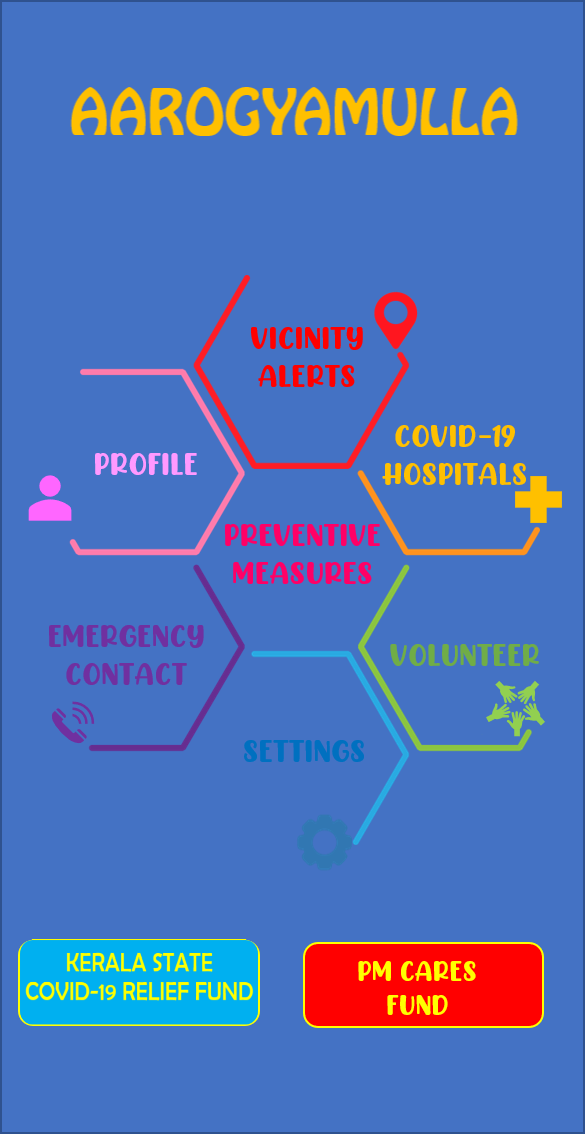 AAROGYAMULLA
VICINITY
ALERTS
COVID-19
HOSPITALS
PROFILE
PREVENTIVE
MEASURES
EMERGENCY
CONTACT
VOLUNTEER
SETTINGS
KERALA STATE
COVID-19 RELIEF FUND
PM CARES
FUND